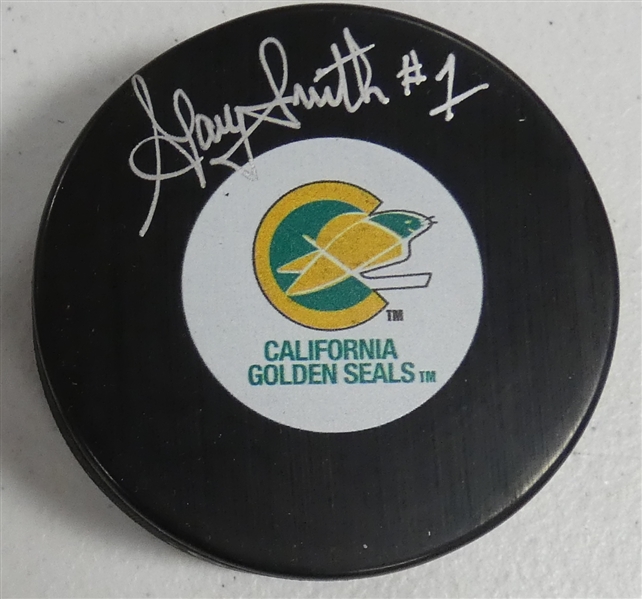 Gary Smith #1
TM
CALIFORNIA
GOLDEN SEALS TM